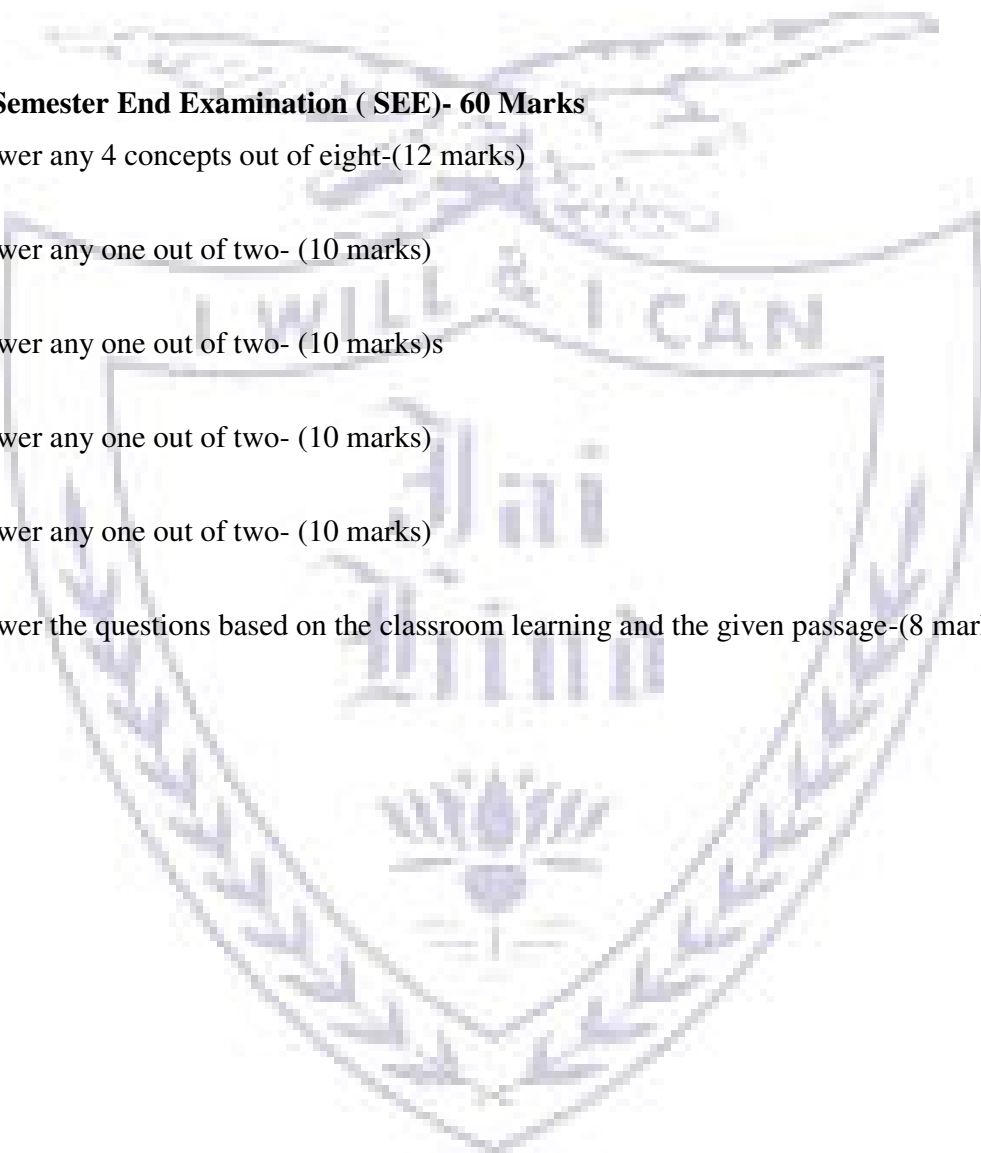 Semester End Examination ( SEE)- 60 Marks
wer any 4 concepts out of eight-(12 marks)
wer any one out of two- (10 marks)
I WILL & I CAN
wer any one out of two- (10 marks)s
wer any one out of two- (10 marks)
Jai
wer any one out of two- (10 marks)
Hind
wer the questions based on the classroom learning and the given passage-(8 mar